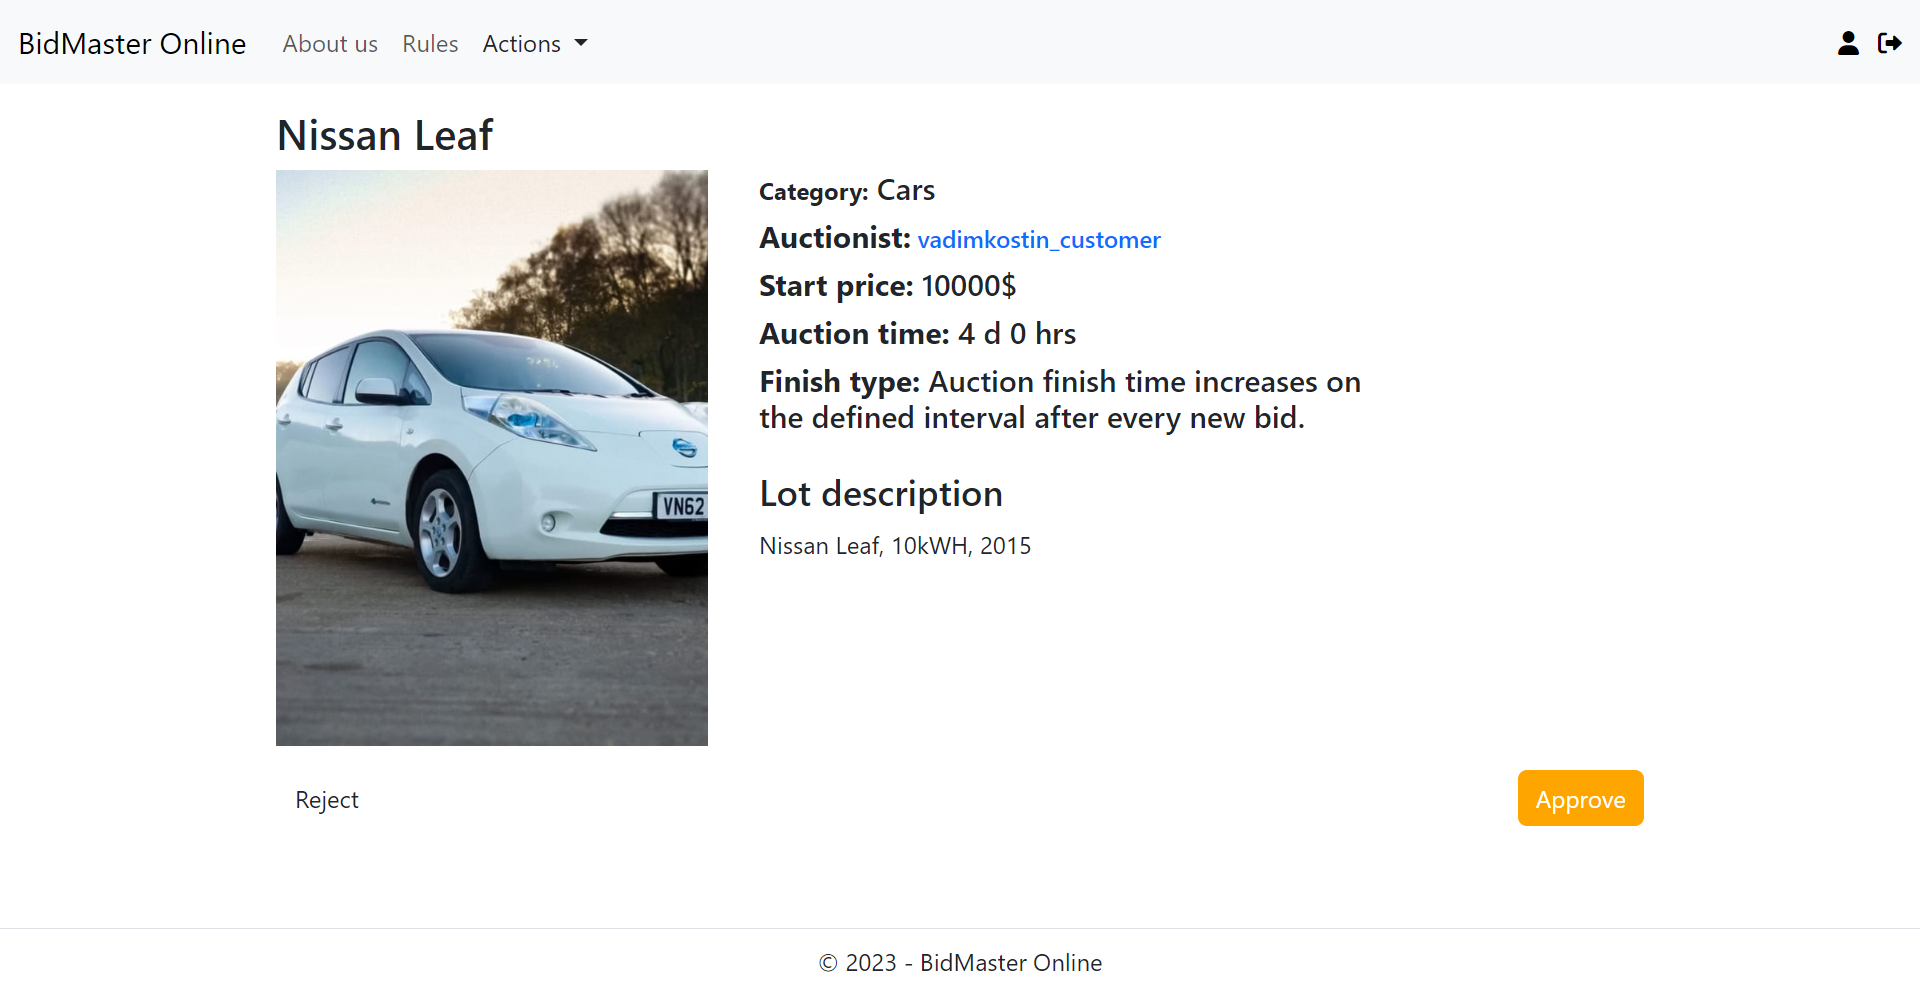 BidMaster Online About us Rules Actions
Nissan Leaf
Category: Cars
Auctionist: vadimkostin_customer
Start price: 10000$
Auction time: 4 d 0 hrs
Finish type: Auction finish time increases on
the defined interval after every new bid.
Lot description
Nissan Leaf, 10kWH, 2015
VN62
Reject
Approve
© 2023 - BidMaster Online